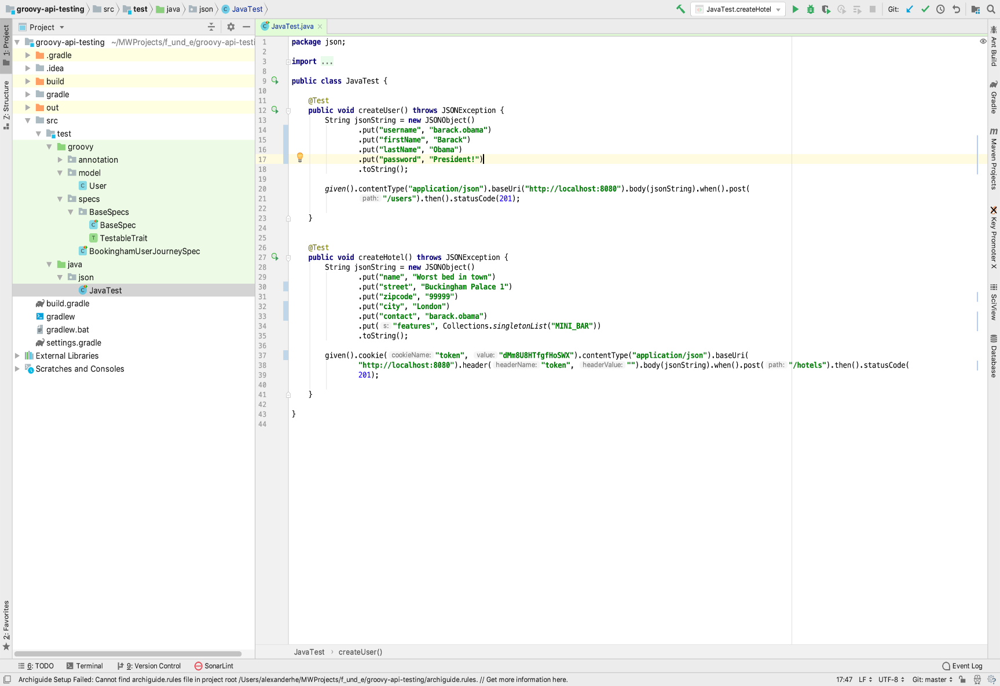 groovy-api-testing src test java json JavaTest JavaTest.createHotel Git:
Project
JavaTest.java
1: Project
Z: Structure
2: Favorites
groovy-api-testing ~/MWProjects/f_und_e/groovy-api-testi
.gradle
.idea
build
gradle
out
src
test
groovy
annotation
model
User
specs
BaseSpecs
BaseSpec
TestableTrait
BookinghamUserJourneySpec
java
json
JavaTest
build.gradle
gradlew
gradlew.bat
settings.gradle
External Libraries
Scratches and Consoles
1 package json;
2
3 import ...
8
9 public class JavaTest {
10
11 @Test
12 public void createUser() throws JSONException {
13 String jsonString = new JSONObject()
14 .put("username", "barack.obama")
15 .put("firstName", "Barack")
16 .put("lastName", "Obama")
17 .put("password", "President!")
18 .toString();
19
20 given().contentType("application/json").baseUri("http://localhost:8080").body(jsonString).when().post(
21 path: "/users").then().statusCode(201);
22
23 }
24
25
26 @Test
27 public void createHotel() throws JSONException {
28 String jsonString = new JSONObject()
29 .put("name", "Worst bed in town")
30 .put("street", "Buckingham Palace 1")
31 .put("zipcode", "99999")
32 .put("city", "London")
33 .put("contact", "barack.obama")
34 .put( s: "features", Collections.singletonList("MINI_BAR"))
35 .toString();
36
37 given().cookie( cookieName: "token", value: "dMm8U8HTfgfHoSWX").contentType("application/json").baseUri(
38 "http://localhost:8080").header( headerName: "token", headerValue: "").body(jsonString).when().post( path: "/hotels").then().statusCode(
39 201);
40
41 }
42
43 }
44
Ant Build
Gradle
Maven Projects
Key Promoter X
SciView
Database
JavaTest › createUser()
6: TODO Terminal 9: Version Control SonarLint Event Log
Archiguide Setup Failed: Cannot find archiguide.rules file in project root /Users/alexanderhe/MWProjects/f_und_e/groovy-api-testing/archiguide.rules. // Get more information here. 17:47 LF UTF-8 Git: master